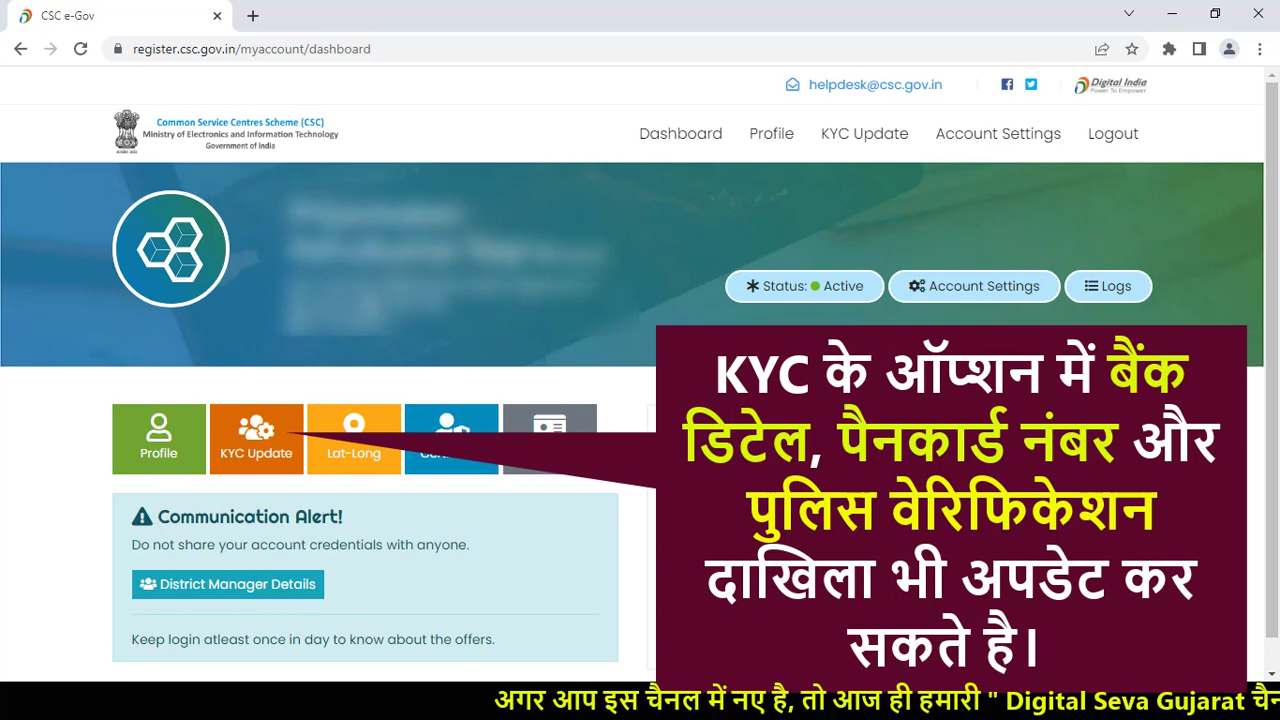 CSC e-Gov
register.csc.gov.in/myaccount/dashboard
helpdesk@csc.gov.in
Digital India
Power To Empower
Common Service Centres Scheme (CSC)
Ministry of Electronics and Information Technology
Government of India
Dashboard Profile KYC Update Account Settings Logout
Status: Active Account Settings Logs
KYC के ऑप्शन में बैंक
डिटेल, पैनकार्ड नंबर और
पुलिस वेरिफिकेशन
दाखिला भी अपडेट कर
सकते है।
Profile KYC Update Lat-Long
Communication Alert!
Do not share your account credentials with anyone.
District Manager Details
Keep login atleast once in day to know about the offers.
अगर आप इस चैनल में नए है, तो आज ही हमारी " Digital Seva Gujarat